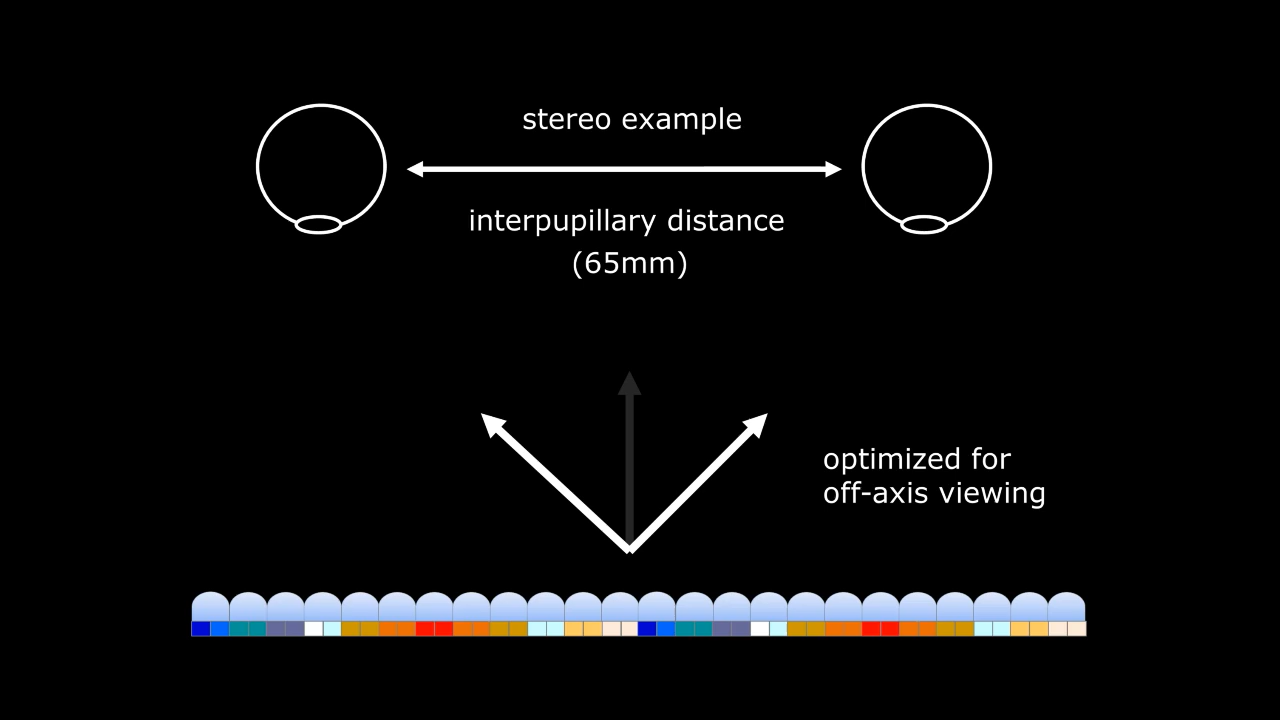 stereo example
interpupillary distance
(65mm)
optimized for
off-axis viewing